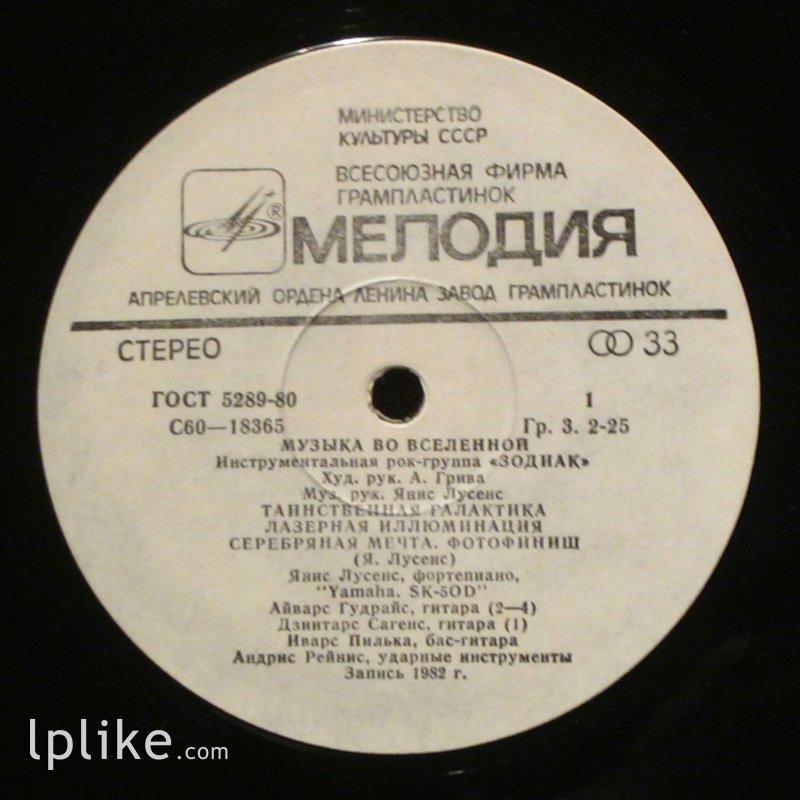 МИНИСТЕРСТВО
КУЛЬТУРЫ СССР
ВСЕСОЮЗНАЯ ФИРМА
ГРАМПЛАСТИНОК
® МЕЛОДИЯ
АПРЕЛЕВСКИЙ ОРДЕНА ЛЕНИНА ЗАВОД ГРАМПЛАСТИНОК
СТЕРЕО 33
ГОСТ 5289-80 1
С60—18365 Гр. 3. 2-25
МУЗЫКА ВО ВСЕЛЕННОЙ
Инструментальная рок-группа «ЗОДИАК»
Худ. рук. А. Грива
Муз. рук. Янис Лусенс
ТАИНСТВЕННАЯ ГАЛАКТИКА
ЛАЗЕРНАЯ ИЛЛЮМИНАЦИЯ
СЕРЕБРЯНАЯ МЕЧТА. ФОТОФИНИШ
(Я. Лусенс)
Янис Лусенс, фортепиано,
"Yamaha. SK-5OD"
Айварс Гудрайс, гитара (2—4)
Дзинтарс Сагенс, гитара (1)
Иварс Пилька, бас-гитара
Андрис Рейнис, ударные инструменты
Запись 1982 г.
lplike.com